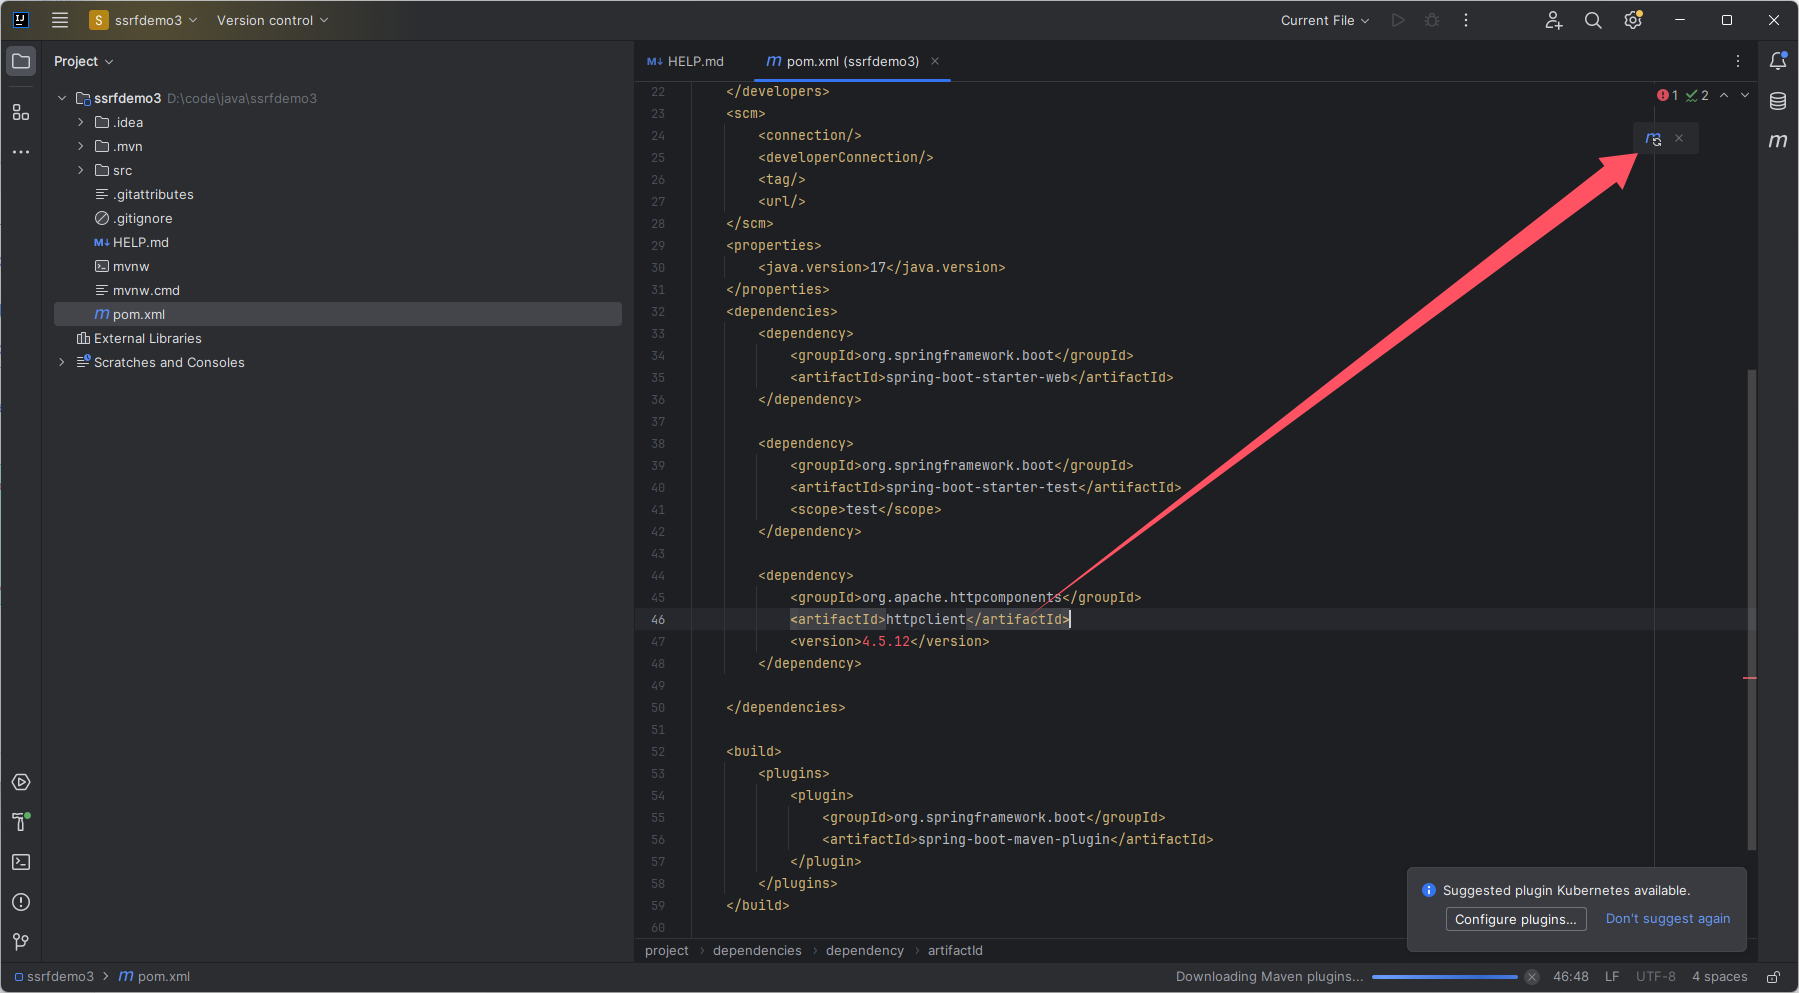 S ssrfdemo3 Version control Current File
Project
HELP.md pom.xml (ssrfdemo3)
ssrfdemo3 D:\code\java\ssrfdemo3
.idea
.mvn
src
.gitattributes
.gitignore
M↓ HELP.md
mvnw
mvnw.cmd
m pom.xml
External Libraries
Scratches and Consoles
1 2
22 </developers>
23 <scm>
24 <connection/>
25 <developerConnection/>
26 <tag/>
27 <url/>
28 </scm>
29 <properties>
30 <java.version>17</java.version>
31 </properties>
32 <dependencies>
33 <dependency>
34 <groupId>org.springframework.boot</groupId>
35 <artifactId>spring-boot-starter-web</artifactId>
36 </dependency>
37
38 <dependency>
39 <groupId>org.springframework.boot</groupId>
40 <artifactId>spring-boot-starter-test</artifactId>
41 <scope>test</scope>
42 </dependency>
43
44 <dependency>
45 <groupId>org.apache.httpcomponents</groupId>
46 <artifactId>httpclient</artifactId>
47 <version>4.5.12</version>
48 </dependency>
49
50 </dependencies>
51
52 <build>
53 <plugins>
54 <plugin>
55 <groupId>org.springframework.boot</groupId>
56 <artifactId>spring-boot-maven-plugin</artifactId>
57 </plugin>
58 </plugins>
59 </build>
60
Suggested plugin Kubernetes available.
Configure plugins... Don't suggest again
project › dependencies › dependency › artifactId
ssrfdemo3 > m pom.xml Downloading Maven plugins... 46:48 LF UTF-8 4 spaces